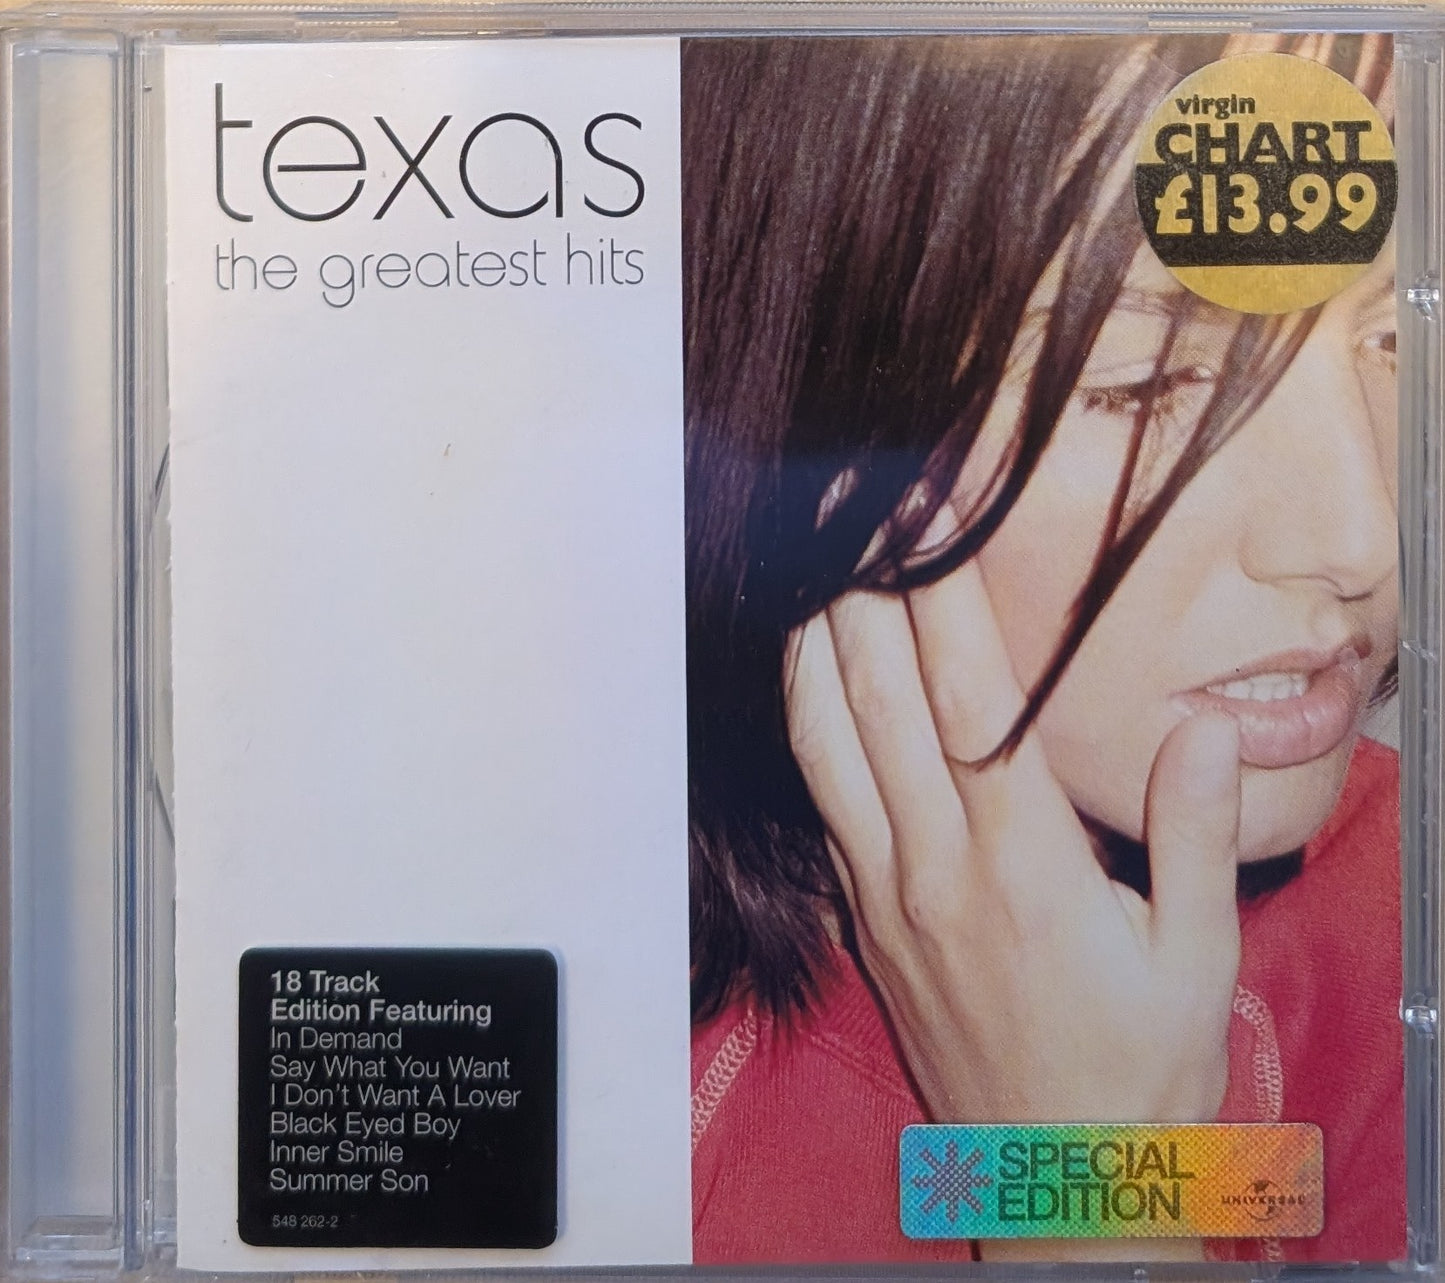 texas
the greatest hits
virgin
CHART
£13.99
18 Track
Edition Featuring
In Demand
Say What You Want
I Don't Want A Lover
Black Eyed Boy
Inner Smile
Summer Son
548 262-2
SPECIAL
EDITION
UNIVERSAL